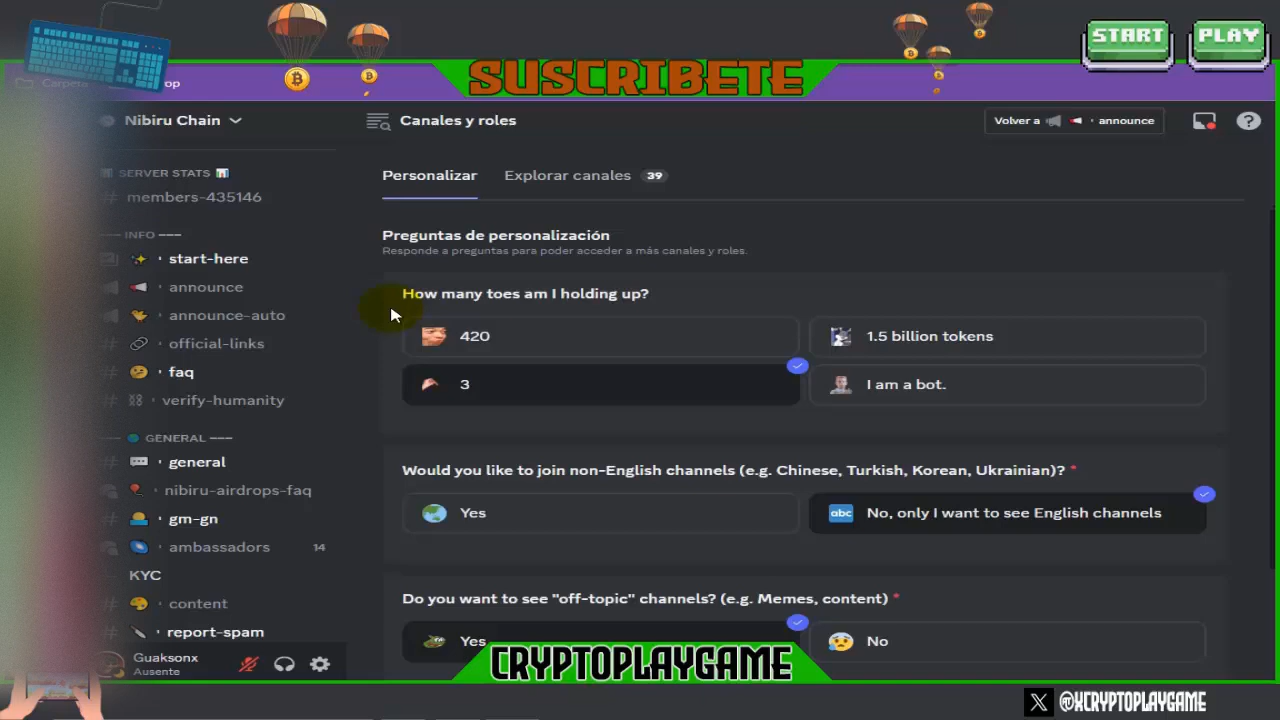 START
PLAY
SUSCRIBETE
Carpeta
op
Nibiru Chain
Canales y roles
Volver a · announce
?
SERVER STATS
# members-435146
Personalizar
Explorar canales 39
--- INFO ---
Preguntas de personalización
Responde a preguntas para poder acceder a más canales y roles.
· start-here
· announce
· announce-auto
· official-links
· faq
· verify-humanity
How many toes am I holding up?
420
1.5 billion tokens
3
I am a bot.
--- GENERAL ---
· general
· nibiru-airdrops-faq
· gm-gn
· ambassadors 14
KYC
· content
· report-spam
Would you like to join non-English channels (e.g. Chinese, Turkish, Korean, Ukrainian)? *
Yes
abc No, only I want to see English channels
Do you want to see "off-topic" channels? (e.g. Memes, content) *
Yes
No
Guaksonx
Ausente
CRYPTOPLAYGAME
X @XCRYPTOPLAYGAME